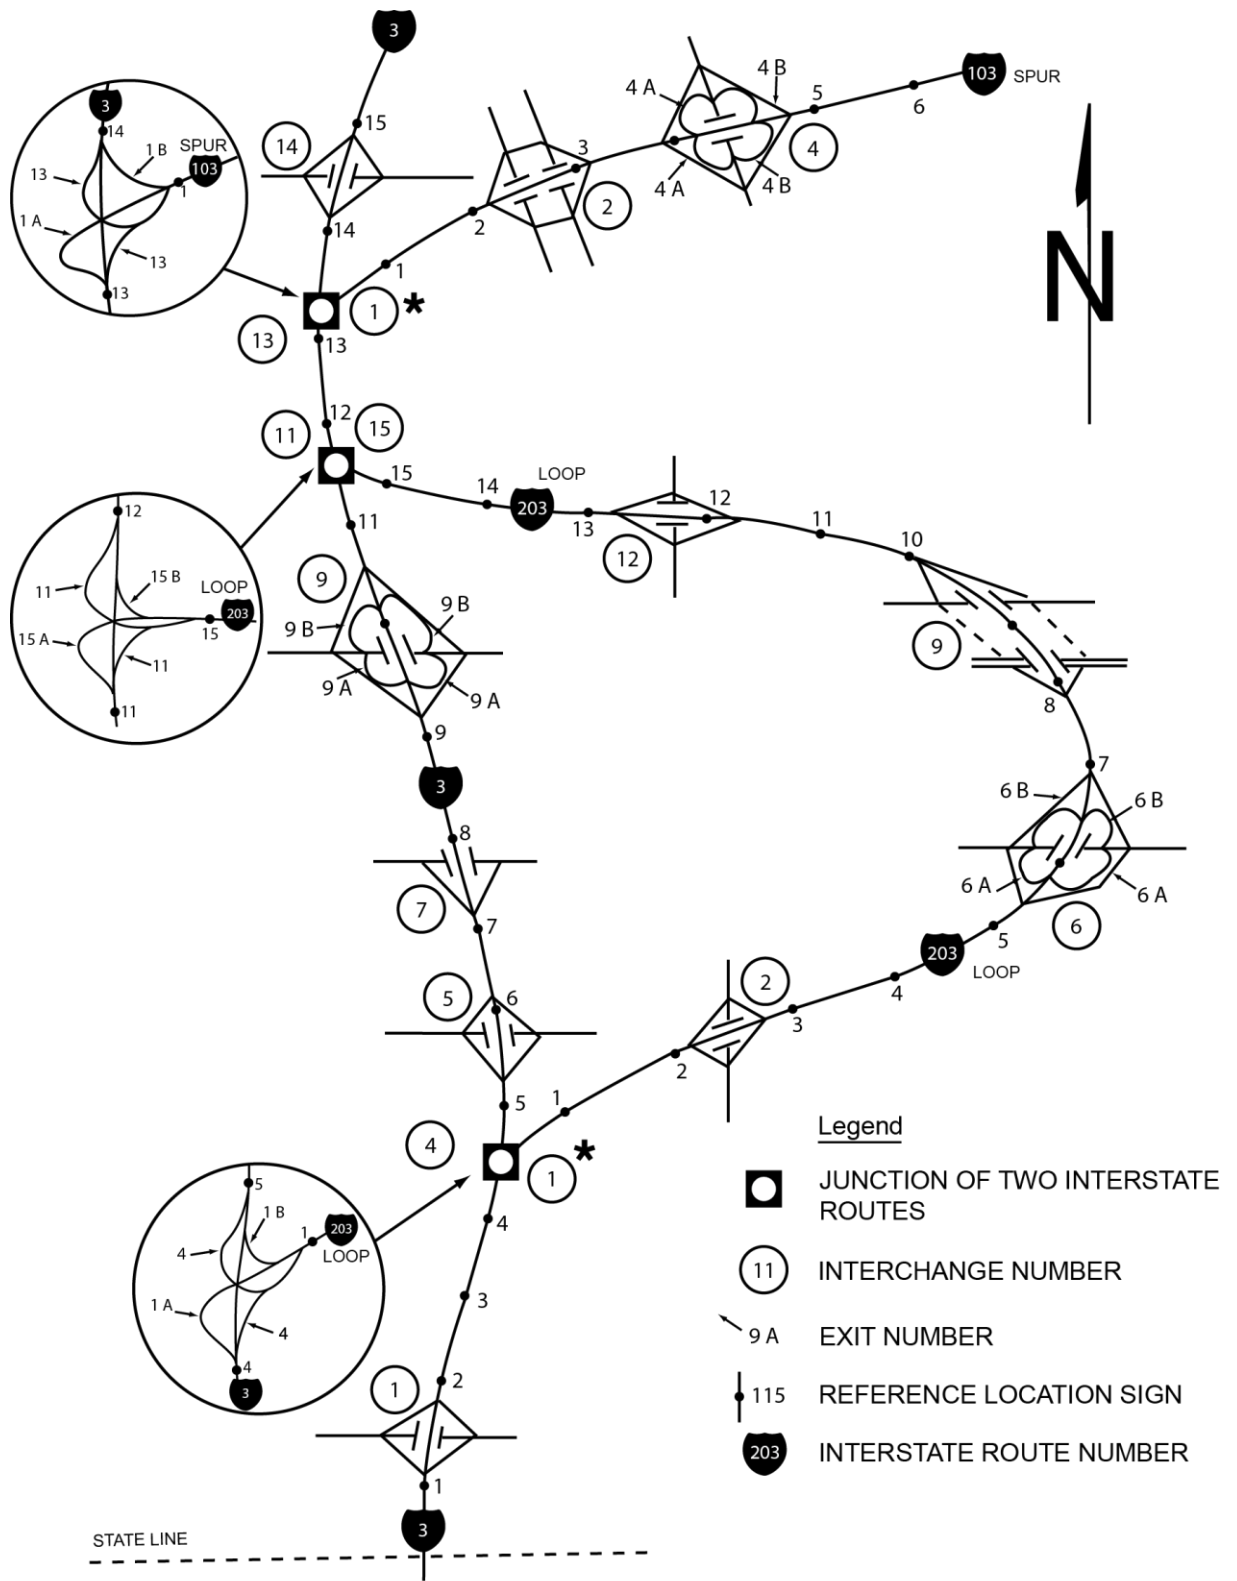 3
103
SPUR
15
14
14
3
2
2
4 A
4 B
4 A
4 B
5
6
4
3
14
1 B
SPUR
103
1
13
1 A
13
13
1
1
*
13
13
12
11
15
15
14
LOOP
203
13
12
12
11
10
9
8
7
12
11
15 B
LOOP
203
15
15 A
11
11
11
9
9 B
9 B
9 A
9 A
9
3
8
7
7
6 B
6 B
6 A
6 A
6
5
203
LOOP
4
5
6
2
3
2
1
5
4
1
*
4
5
1 B
1
203
LOOP
4
1 A
4
4
3
3
1
2
1
3
STATE LINE
Legend
JUNCTION OF TWO INTERSTATE
ROUTES
11
INTERCHANGE NUMBER
9 A
EXIT NUMBER
115
REFERENCE LOCATION SIGN
203
INTERSTATE ROUTE NUMBER
N